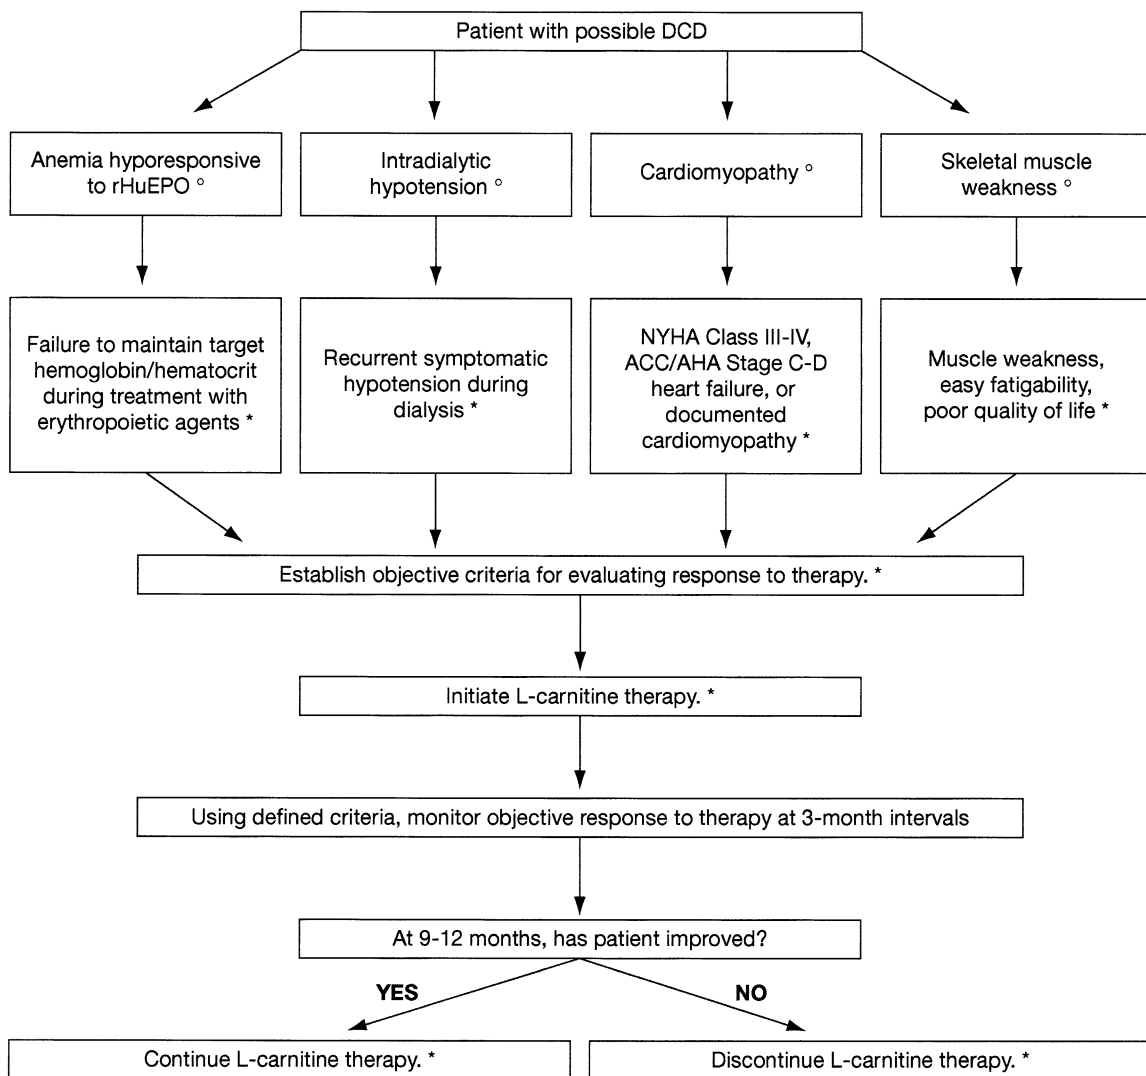 Patient with possible DCD
Anemia hyporesponsive
to rHuEPO °
Intradialytic
hypotension °
Cardiomyopathy °
Skeletal muscle
weakness °
Failure to maintain target
hemoglobin/hematocrit
during treatment with
erythropoietic agents *
Recurrent symptomatic
hypotension during
dialysis *
NYHA Class III-IV,
ACC/AHA Stage C-D
heart failure, or
documented
cardiomyopathy *
Muscle weakness,
easy fatigability,
poor quality of life *
Establish objective criteria for evaluating response to therapy. *
Initiate L-carnitine therapy. *
Using defined criteria, monitor objective response to therapy at 3-month intervals
At 9-12 months, has patient improved?
YES
NO
Continue L-carnitine therapy. *
Discontinue L-carnitine therapy. *